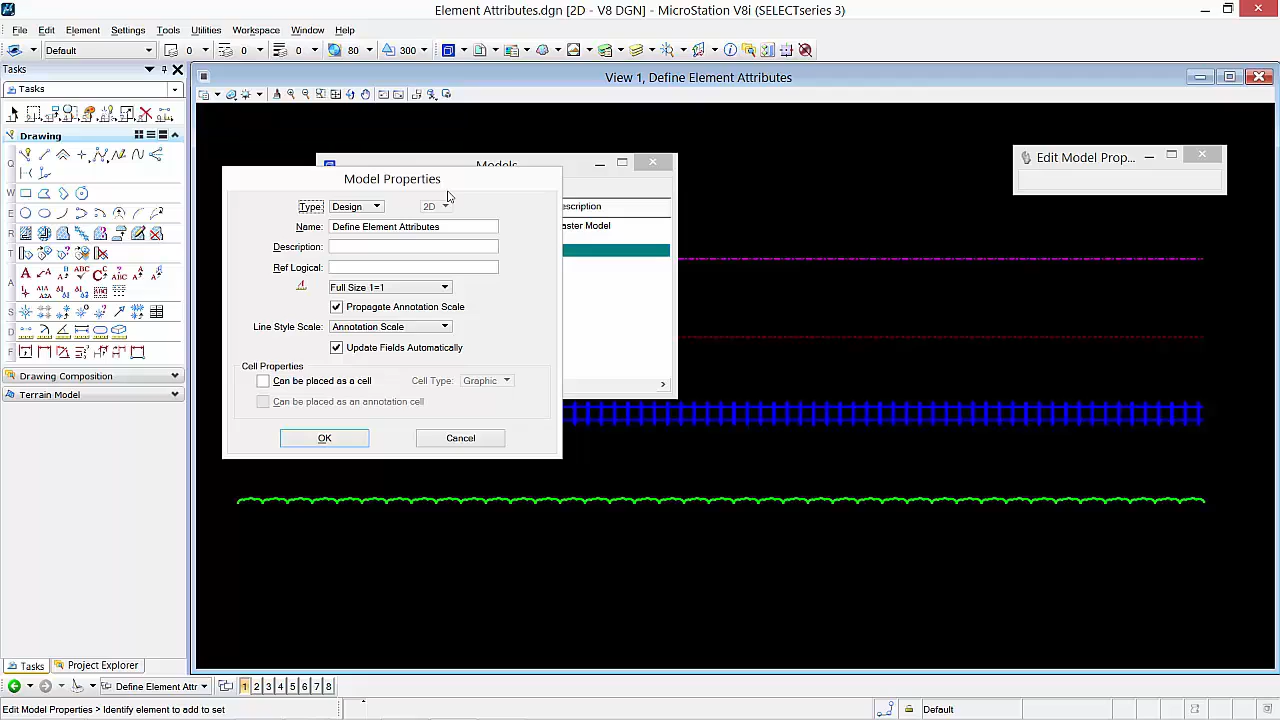 Element Attributes.dgn [2D - V8 DGN] - MicroStation V8i (SELECTseries 3)
File Edit Element Settings Tools Utilities Workspace Window Help
Default 0 0 0 80 300
Tasks
Tasks
View 1, Define Element Attributes
Drawing
Q
W
E
R
T
A
S
D
F
Drawing Composition
Terrain Model
Models
Edit Model Prop...
escription
aster Model
Model Properties
Type: Design 2D
Name: Define Element Attributes
Description:
Ref Logical:
Full Size 1=1
Propagate Annotation Scale
Line Style Scale: Annotation Scale
Update Fields Automatically
Cell Properties
Can be placed as a cell Cell Type: Graphic
Can be placed as an annotation cell
OK Cancel
Tasks Project Explorer
Define Element Attr 1 2 3 4 5 6 7 8
Edit Model Properties > Identify element to add to set
Default